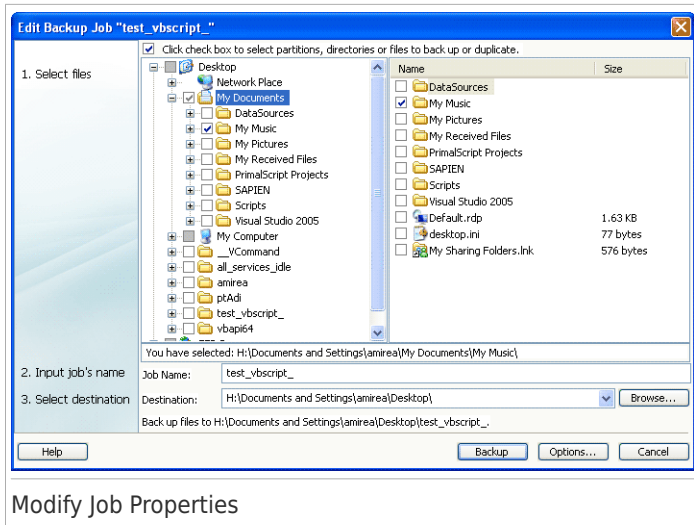 Edit Backup Job "test_vbscript_"
Click check box to select partitions, directories or files to back up or duplicate.
1. Select files
Desktop
Network Place
My Documents
DataSources
My Music
My Pictures
My Received Files
PrimalScript Projects
SAPIEN
Scripts
Visual Studio 2005
My Computer
__VCommand
all_services_idle
amirea
ptAdi
test_vbscript_
vbapi64
Name Size
DataSources
My Music
My Pictures
My Received Files
PrimalScript Projects
SAPIEN
Scripts
Visual Studio 2005
Default.rdp 1.63 KB
desktop.ini 77 bytes
My Sharing Folders.lnk 576 bytes
You have selected: H:\Documents and Settings\amirea\My Documents\My Music\
2. Input job's name Job Name: test_vbscript_
3. Select destination Destination: H:\Documents and Settings\amirea\Desktop\ Browse...
Back up files to H:\Documents and Settings\amirea\Desktop\test_vbscript_.
Help Backup Options... Cancel
Modify Job Properties